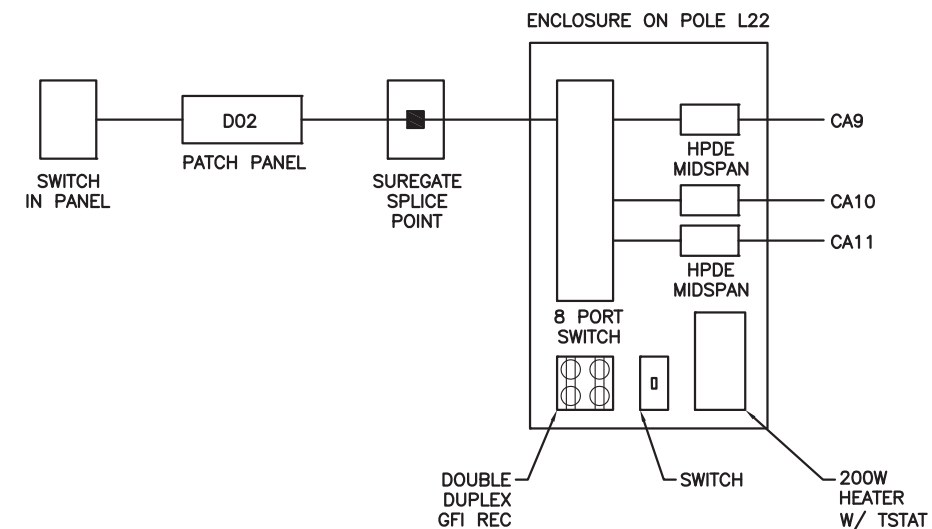 ENCLOSURE ON POLE L22
SWITCH
IN PANEL
D02
PATCH PANEL
SUREGATE
SPLICE
POINT
8 PORT
SWITCH
HPDE
MIDSPAN
HPDE
MIDSPAN
CA9
CA10
CA11
DOUBLE
DUPLEX
GFI REC
SWITCH
200W
HEATER
W/ TSTAT